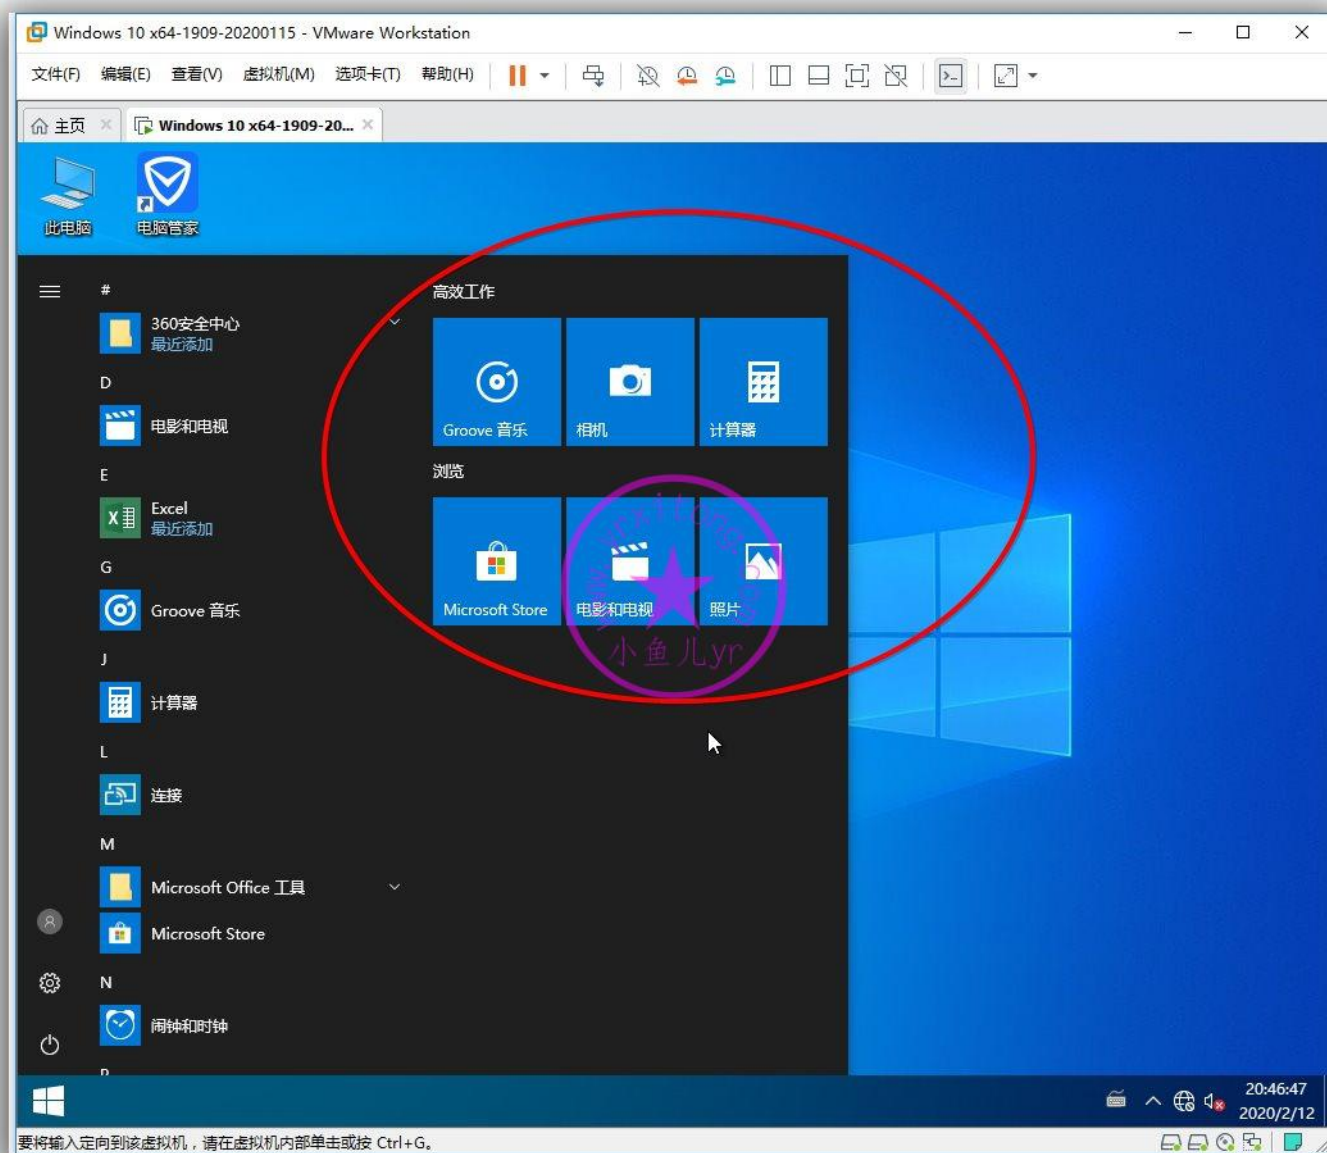 Windows 10 x64-1909-20200115 - VMware Workstation
文件(F) 编辑(E) 查看(V) 虚拟机(M) 选项卡(T) 帮助(H)
主页 Windows 10 x64-1909-20...
此电脑 电脑管家
#
360安全中心
最近添加
D
电影和电视
E
Excel
最近添加
G
Groove 音乐
J
计算器
L
连接
M
Microsoft Office 工具
Microsoft Store
N
闹钟和时钟
高效工作
Groove 音乐 相机 计算器
浏览
Microsoft Store 电影和电视 照片
www.yrxitong.com
小鱼儿yr
20:46:47
2020/2/12
要将输入定向到该虚拟机，请在虚拟机内部单击或按 Ctrl+G。